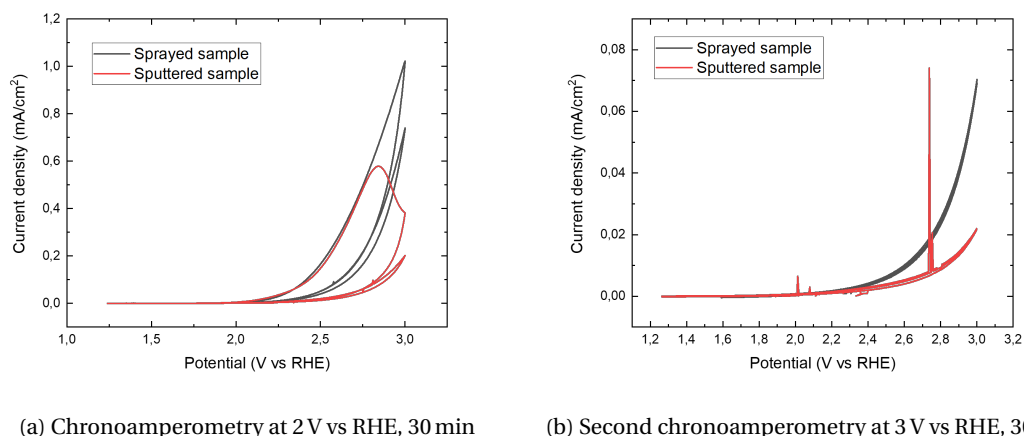 1,2
1,0
0,8
0,6
0,4
0,2
0,0
Current density (mA/cm²)
Sprayed sample
Sputtered sample
1,0 1,5 2,0 2,5 3,0
Potential (V vs RHE)
0,08
0,06
0,04
0,02
0,00
Current density (mA/cm²)
Sprayed sample
Sputtered sample
1,2 1,4 1,6 1,8 2,0 2,2 2,4 2,6 2,8 3,0 3,2
Potential (V vs RHE)
(a) Chronoamperometry at 2 V vs RHE, 30 min
(b) Second chronoamperometry at 3 V vs RHE,